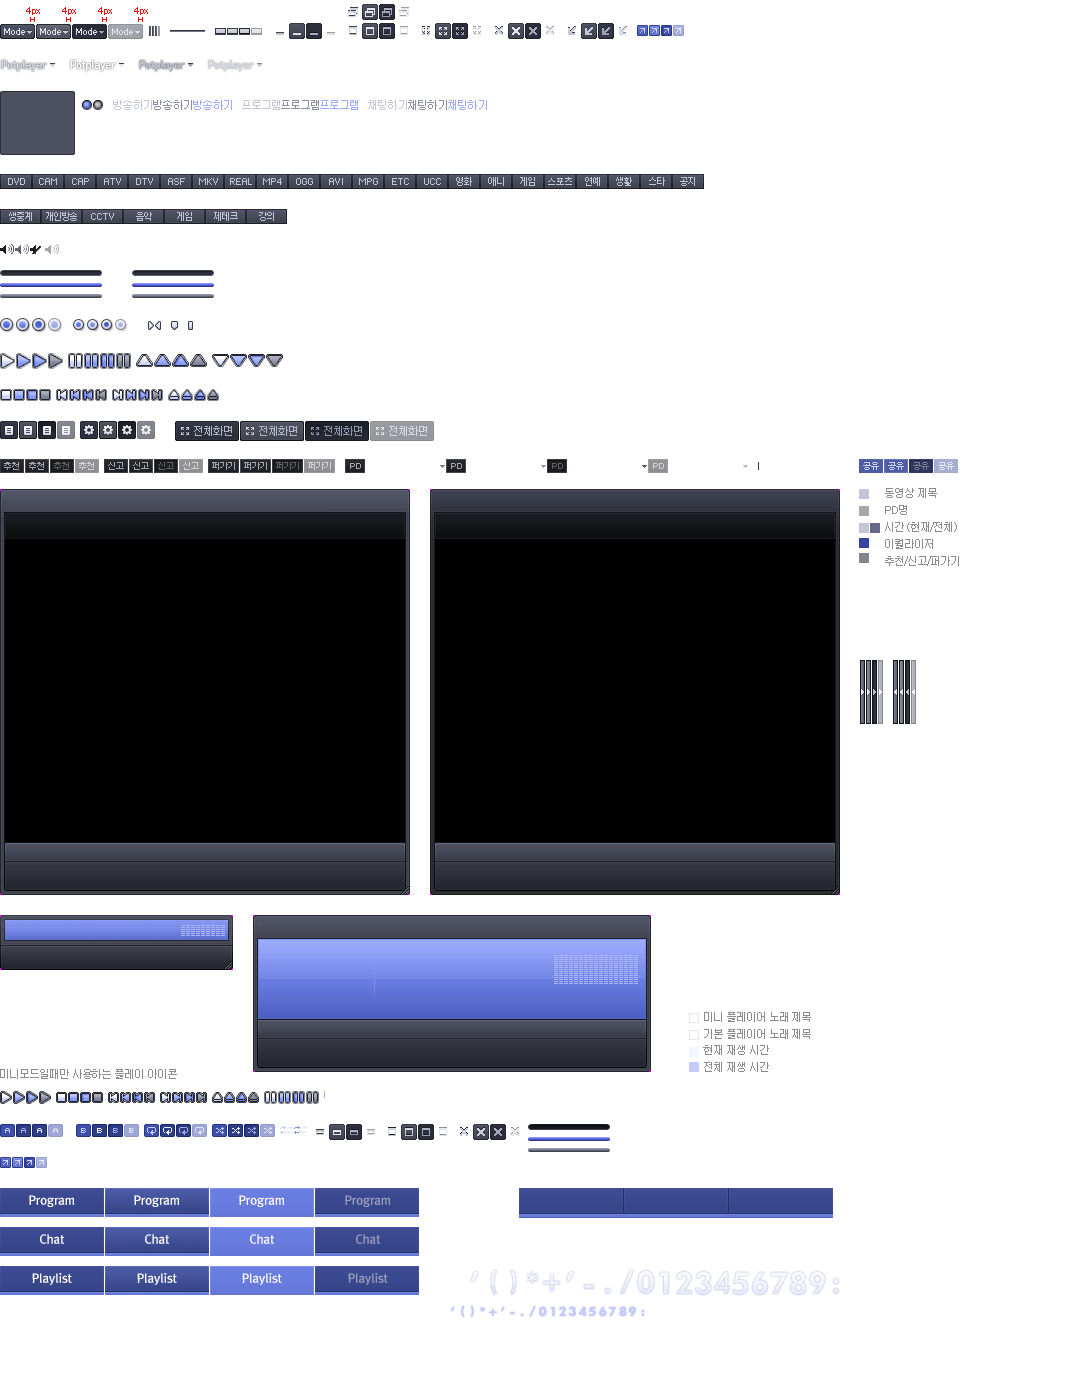 4px 4px 4px 4px
Mode Mode Mode Mode
Potplayer Potplayer Potplayer Potplayer
방송하기방송하기방송하기 프로그램프로그램프로그램 채팅하기채팅하기채팅하기
DVD CAM CAP ATV DTV ASF MKV REAL MP4 OGG AVI MPG ETC UCC 영화 애니 게임 스포츠 연예 생활 스타 공지
생중계 개인방송 CCTV 음악 게임 재테크 강의
전체화면 전체화면 전체화면 전체화면
추천 추천 추천 추천 신고 신고 신고 신고 퍼가기 퍼가기 퍼가기 퍼가기 PD PD PD PD 공유 공유 공유 공유
동영상 제목
PD명
시간 (현재/전체)
이퀄라이저
추천/신고/퍼가기
미니 플레이어 노래 제목
기본 플레이어 노래 제목
현재 재생 시간
전체 재생 시간
미니모드일때만 사용하는 플레이 아이콘
A A A A B B B B
Program Program Program Program
Chat Chat Chat Chat
Playlist Playlist Playlist Playlist
'()*+'-./0123456789:
'()*+'-./0123456789: